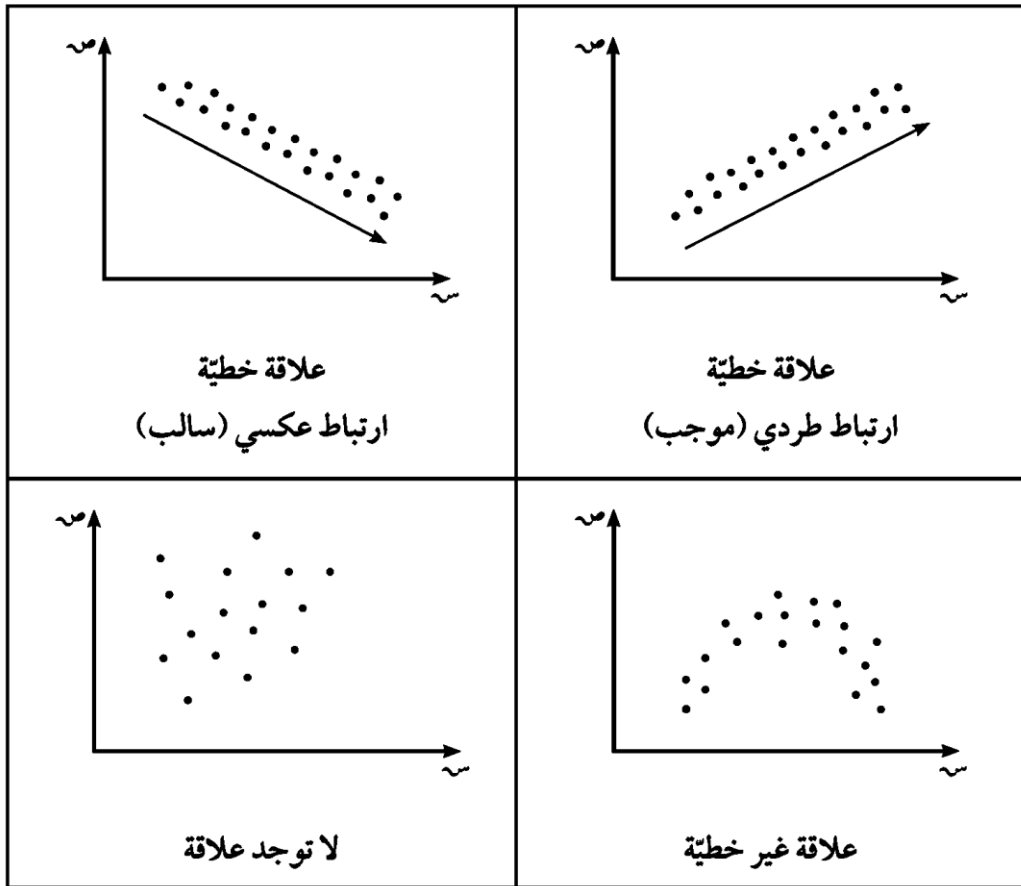 ص
س
علاقة خطيّة
ارتباط طردي (موجب)
ص
س
علاقة خطيّة
ارتباط عكسي (سالب)
ص
س
علاقة غير خطيّة
ص
س
لا توجد علاقة